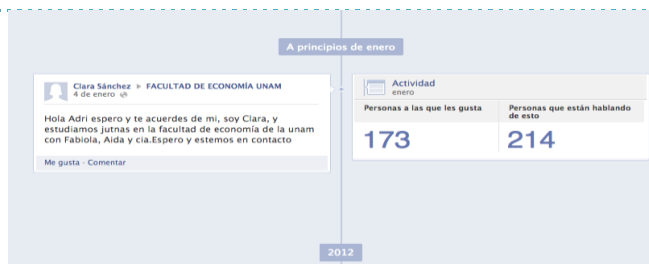 A principios de enero
Clara Sánchez ▶ FACULTAD DE ECONOMÍA UNAM
4 de enero
Hola Adri espero y te acuerdes de mi, soy Clara, y
estudiamos jutnas en la facultad de economía de la unam
con Fabiola, Aida y cia.Espero y estemos en contacto
Me gusta · Comentar
Actividad
enero
Personas a las que les gusta
173
Personas que están hablando
de esto
214
2012